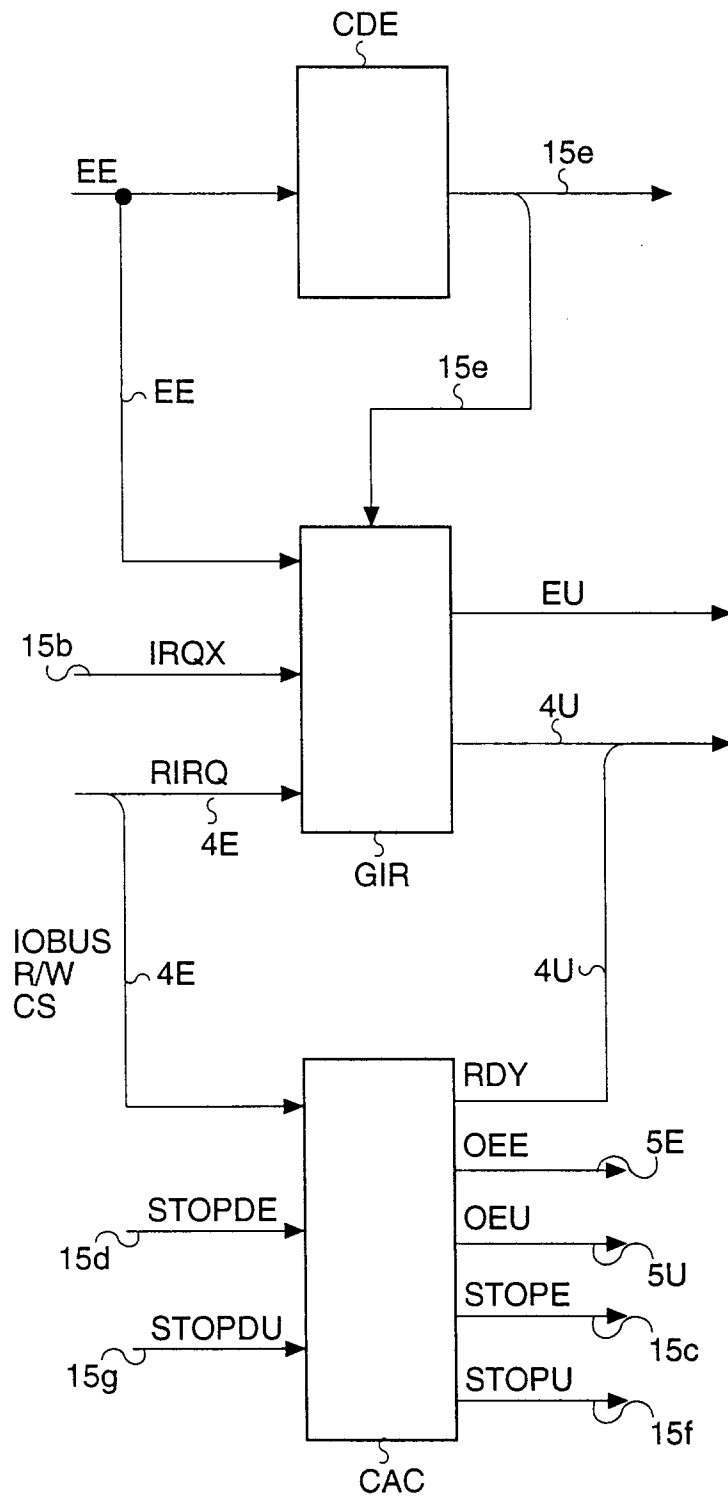 CDE
EE
15e
15e
EE
EU
15b
IRQX
4U
RIRQ
4E
GIR
IOBUS
R/W
CS
4E
4U
RDY
OEE
5E
STOPDE
15d
OEU
5U
STOPE
15c
STOPDU
15g
STOPU
15f
CAC